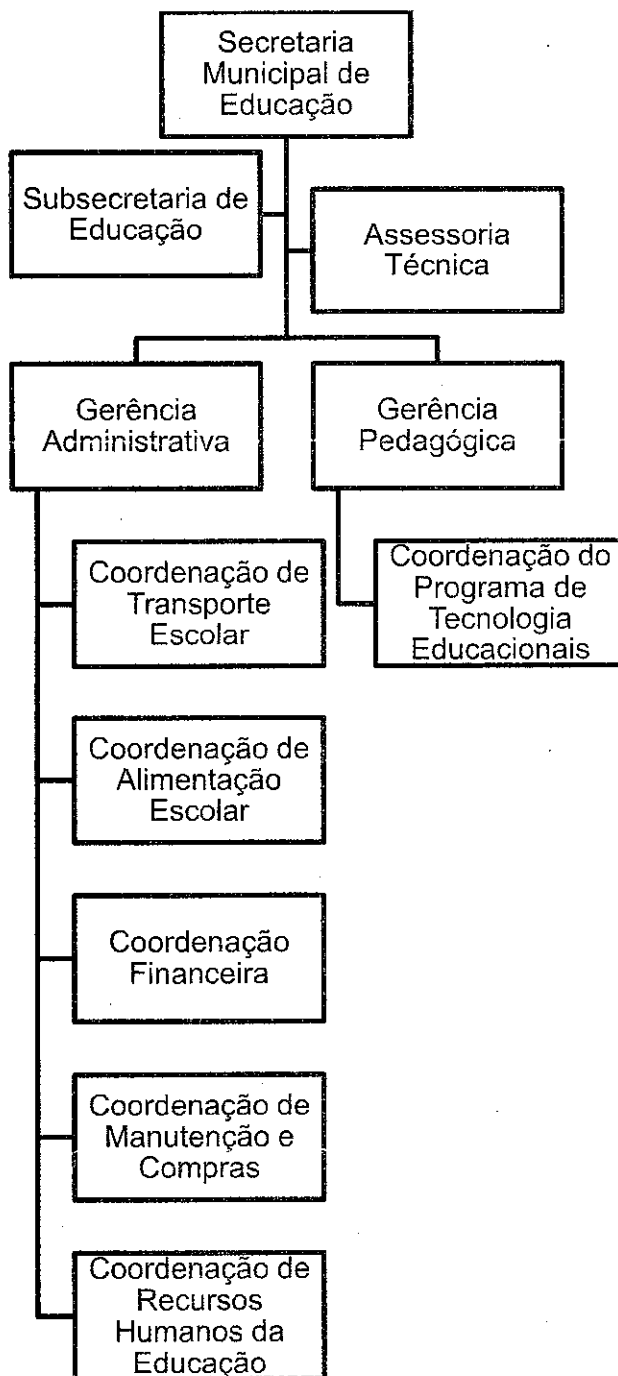 Secretaria
Municipal de
Educação
Subsecretaria de
Educação
Assessoria
Técnica
Gerência
Administrativa
Gerência
Pedagógica
Coordenação de
Transporte
Escolar
Coordenação do
Programa de
Tecnologia
Educacionais
Coordenação de
Alimentação
Escolar
Coordenação
Financeira
Coordenação de
Manutenção e
Compras
Coordenação de
Recursos
Humanos da
Educação